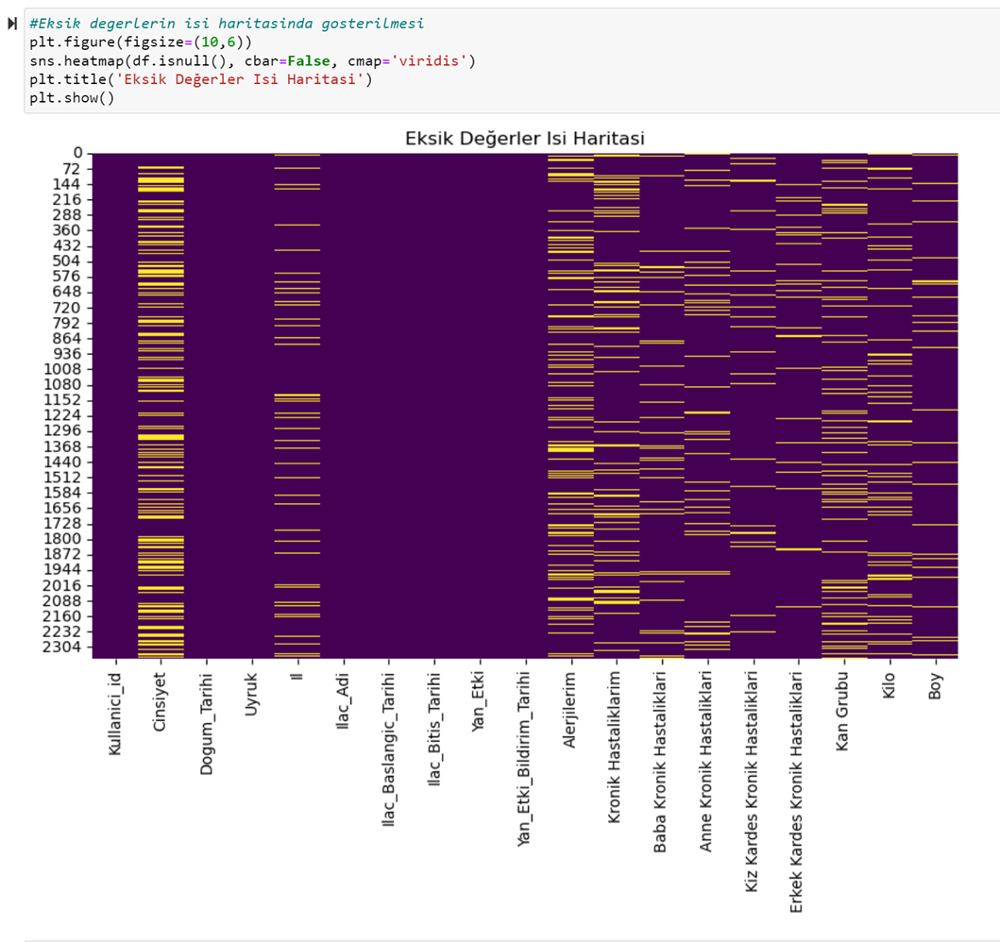 #Eksik degerlerin isi haritasinda gosterilmesi
plt.figure(figsize=(10,6))
sns.heatmap(df.isnull(), cbar=False, cmap='viridis')
plt.title('Eksik Değerler Isi Haritasi')
plt.show()
Eksik Değerler Isi Haritasi
0
72
144
216
288
360
432
504
576
648
720
792
864
936
1008
1080
1152
1224
1296
1368
1440
1512
1584
1656
1728
1800
1872
1944
2016
2088
2160
2232
2304
Kullanici_id
Cinsiyet
Dogum_Tarihi
Uyruk
Il
Ilac_Adi
Ilac_Baslangic_Tarihi
Ilac_Bitis_Tarihi
Yan_Etki
Yan_Etki_Bildirim_Tarihi
Alerjilerim
Kronik Hastaliklarim
Baba Kronik Hastaliklari
Anne Kronik Hastaliklari
Kiz Kardes Kronik Hastaliklari
Erkek Kardes Kronik Hastaliklari
Kan Grubu
Kilo
Boy